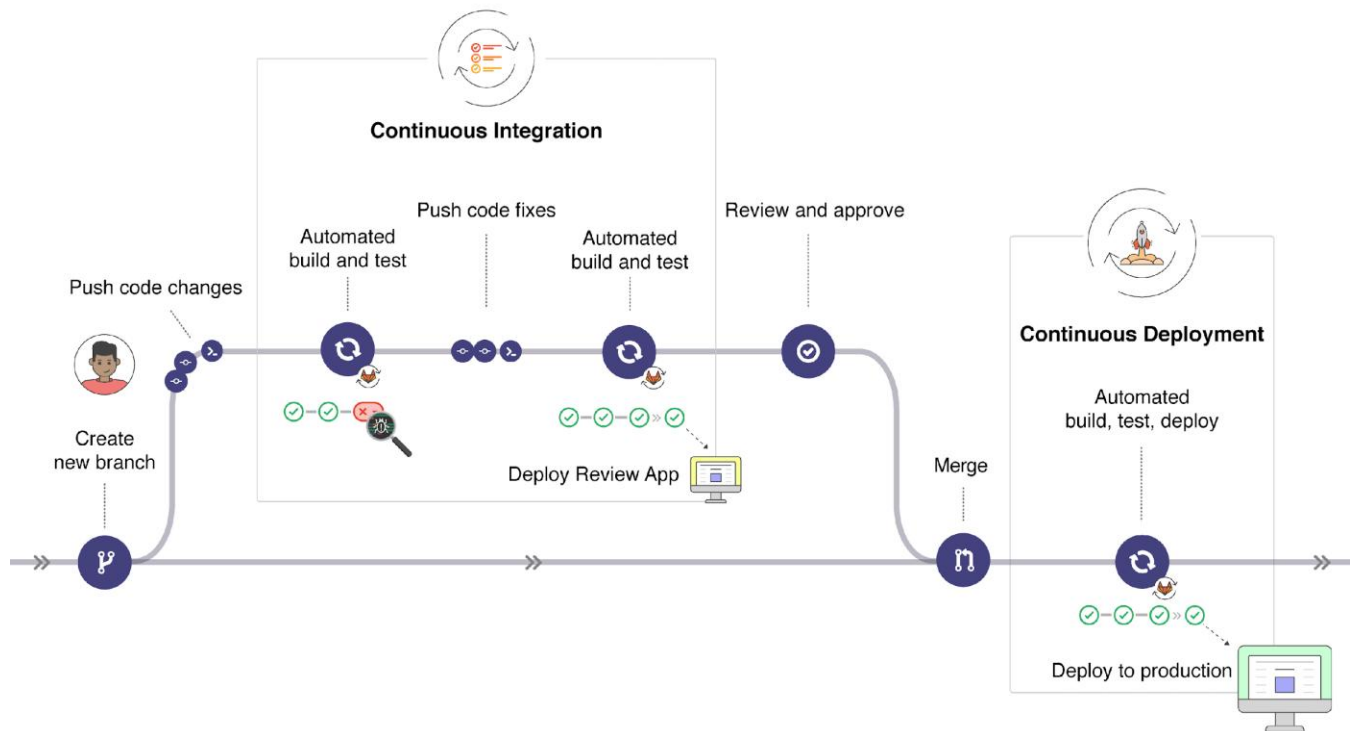 Continuous Integration
Push code fixes
Review and approve
Automated
build and test
Automated
build and test
Push code changes
Continuous Deployment
Automated
build, test, deploy
Create
new branch
Deploy Review App
Merge
Deploy to production